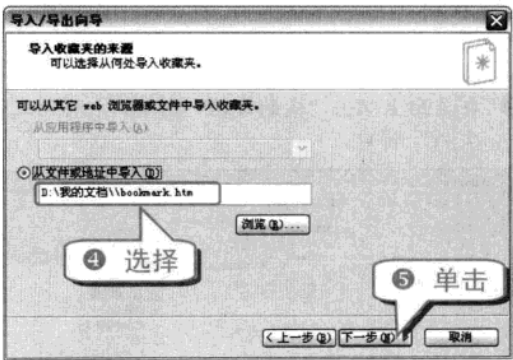 导入/导出向导
导入收藏夹的来源
可以选择从何处导入收藏夹。
可以从其它 web 浏览器或文件中导入收藏夹。
从应用程序中导入(A)
从文件或地址中导入(D)
D:\我的文档\\bookmark.htm
浏览(R)...
④ 选择
⑤ 单击
<上一步(B) 下一步(N) 取消